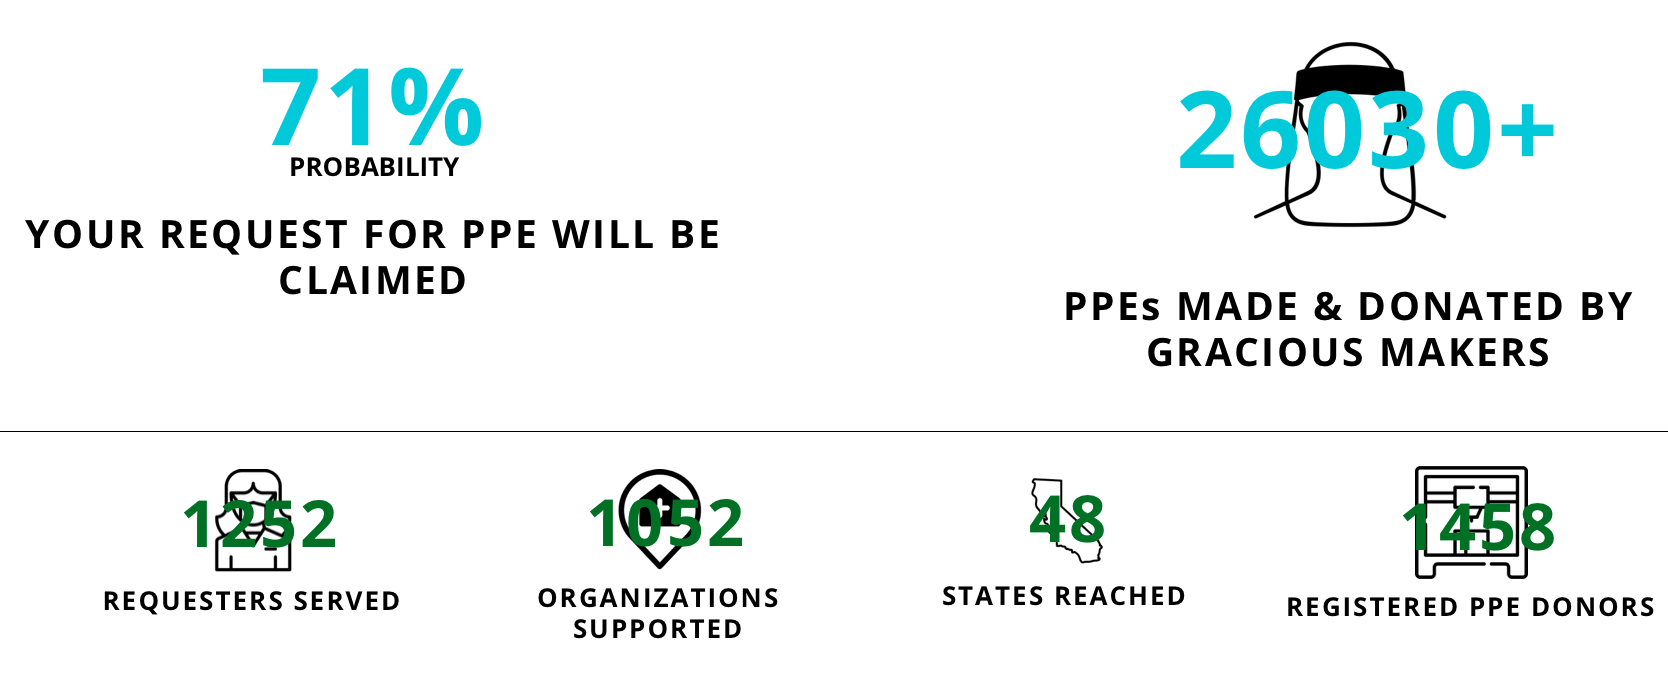 71%
PROBABILITY
YOUR REQUEST FOR PPE WILL BE
CLAIMED
26030+
PPEs MADE & DONATED BY
GRACIOUS MAKERS
1252
REQUESTERS SERVED
1052
ORGANIZATIONS
SUPPORTED
48
STATES REACHED
1458
REGISTERED PPE DONORS